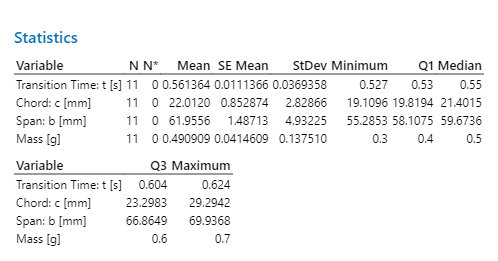 Statistics
Variable N N* Mean SE Mean StDev Minimum Q1 Median
Transition Time: t [s] 11 0 0.561364 0.0111366 0.0369358 0.527 0.53 0.55
Chord: c [mm] 11 0 22.0120 0.852874 2.82866 19.1096 19.8194 21.4015
Span: b [mm] 11 0 61.9556 1.48713 4.93225 55.2853 58.1075 59.6736
Mass [g] 11 0 0.490909 0.0414609 0.137510 0.3 0.4 0.5
Variable Q3 Maximum
Transition Time: t [s] 0.604 0.624
Chord: c [mm] 23.2983 29.2942
Span: b [mm] 66.8649 69.9368
Mass [g] 0.6 0.7